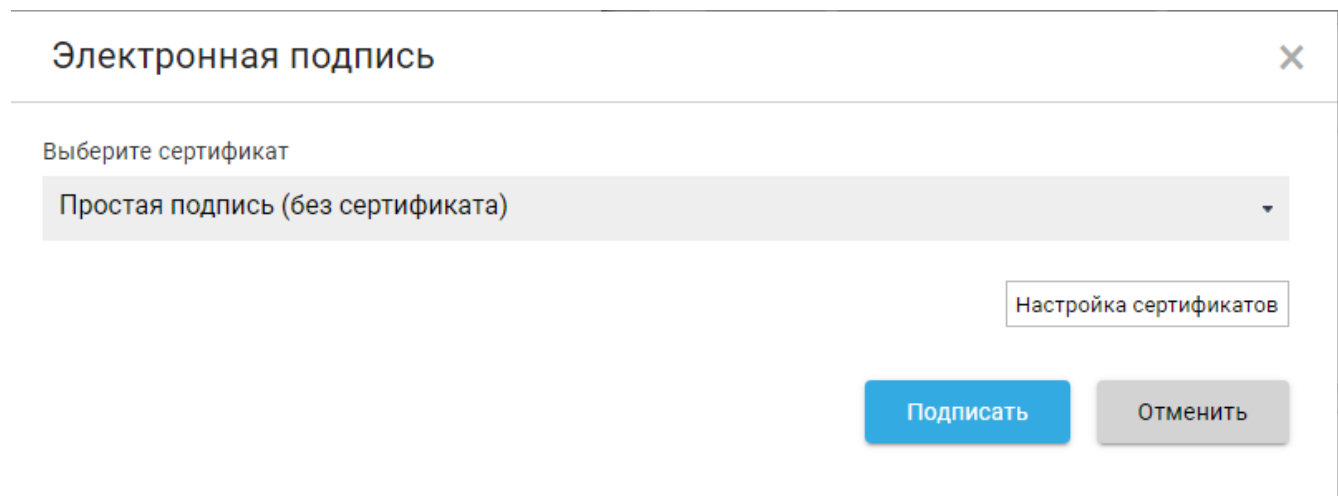 Электронная подпись
Выберите сертификат
Простая подпись (без сертификата)
Настройка сертификатов
Подписать
Отменить